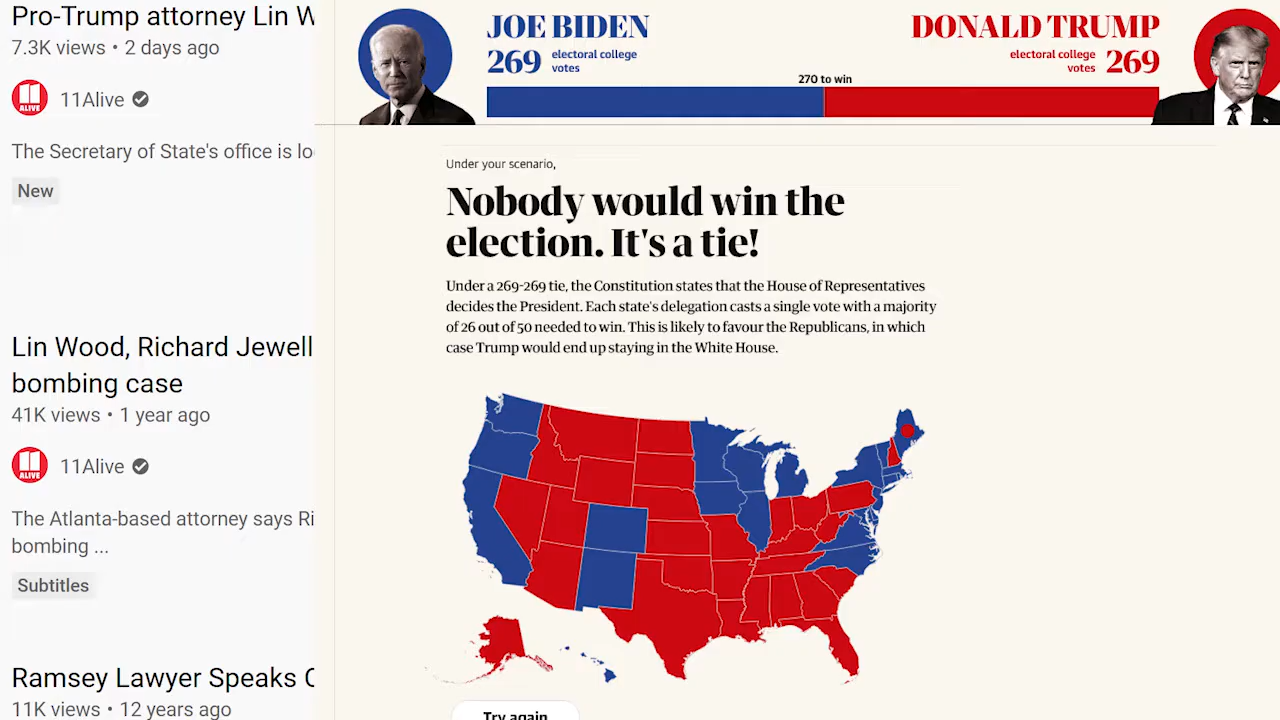 Pro-Trump attorney Lin W
7.3K views • 2 days ago
ALIVE
11Alive
The Secretary of State's office is lo
New
Lin Wood, Richard Jewell
bombing case
41K views • 1 year ago
ALIVE
11Alive
The Atlanta-based attorney says Ri
bombing ...
Subtitles
Ramsey Lawyer Speaks O
11K views • 12 years ago
JOE BIDEN
269 electoral college
votes
DONALD TRUMP
electoral college 269
votes
270 to win
Under your scenario,
Nobody would win the
election. It's a tie!
Under a 269-269 tie, the Constitution states that the House of Representatives
decides the President. Each state's delegation casts a single vote with a majority
of 26 out of 50 needed to win. This is likely to favour the Republicans, in which
case Trump would end up staying in the White House.
Try again